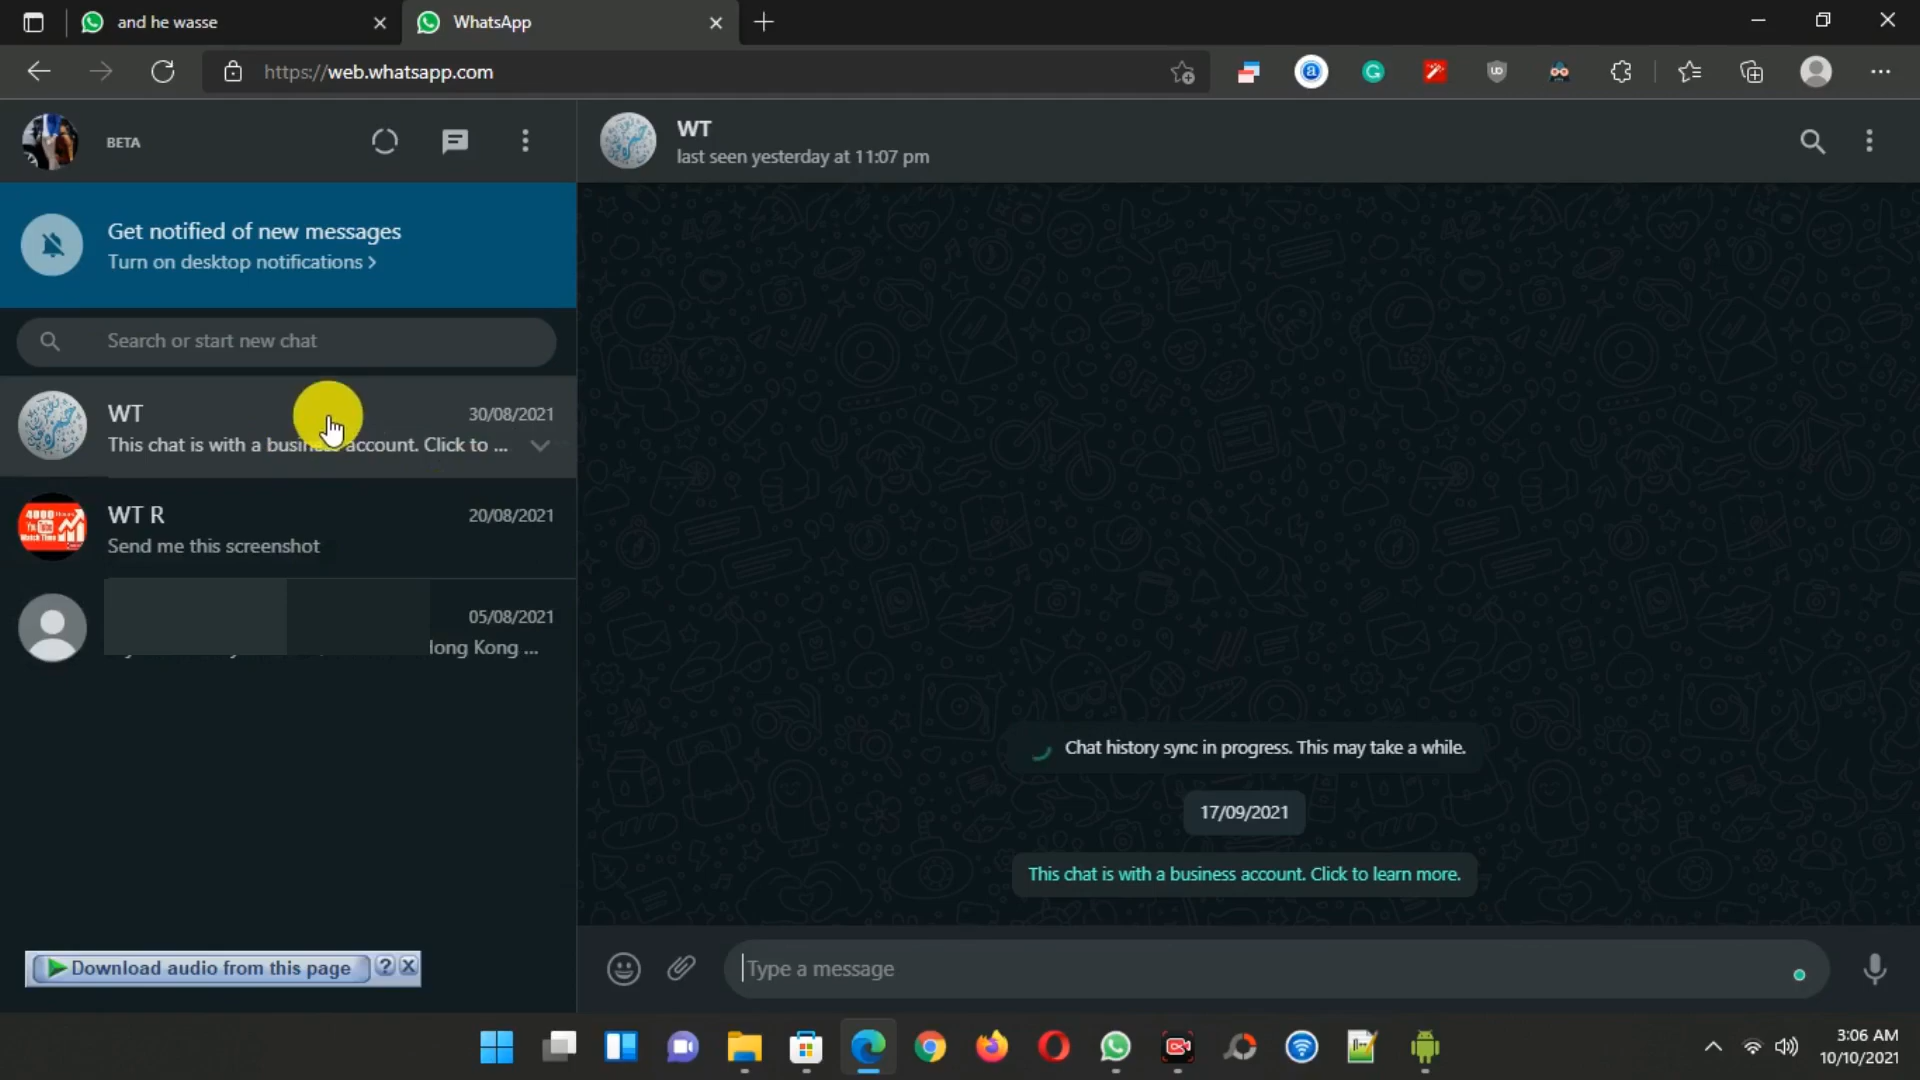 and he wasse
WhatsApp
https://web.whatsapp.com
BETA
WT
last seen yesterday at 11:07 pm
Get notified of new messages
Turn on desktop notifications >
Search or start new chat
WT
30/08/2021
This chat is with a business account. Click to ...
WT R
20/08/2021
Send me this screenshot
05/08/2021
Kong ...
Chat history sync in progress. This may take a while.
17/09/2021
This chat is with a business account. Click to learn more.
Download audio from this page
Type a message
3:06 AM
10/10/2021